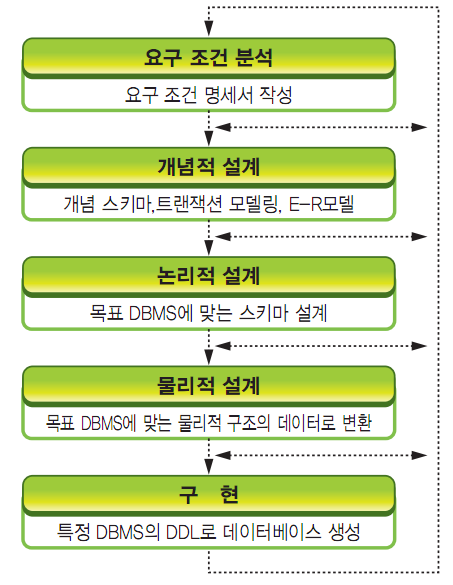 요구 조건 분석
요구 조건 명세서 작성
개념적 설계
개념 스키마,트랜잭션 모델링, E-R모델
논리적 설계
목표 DBMS에 맞는 스키마 설계
물리적 설계
목표 DBMS에 맞는 물리적 구조의 데이터로 변환
구 현
특정 DBMS의 DDL로 데이터베이스 생성